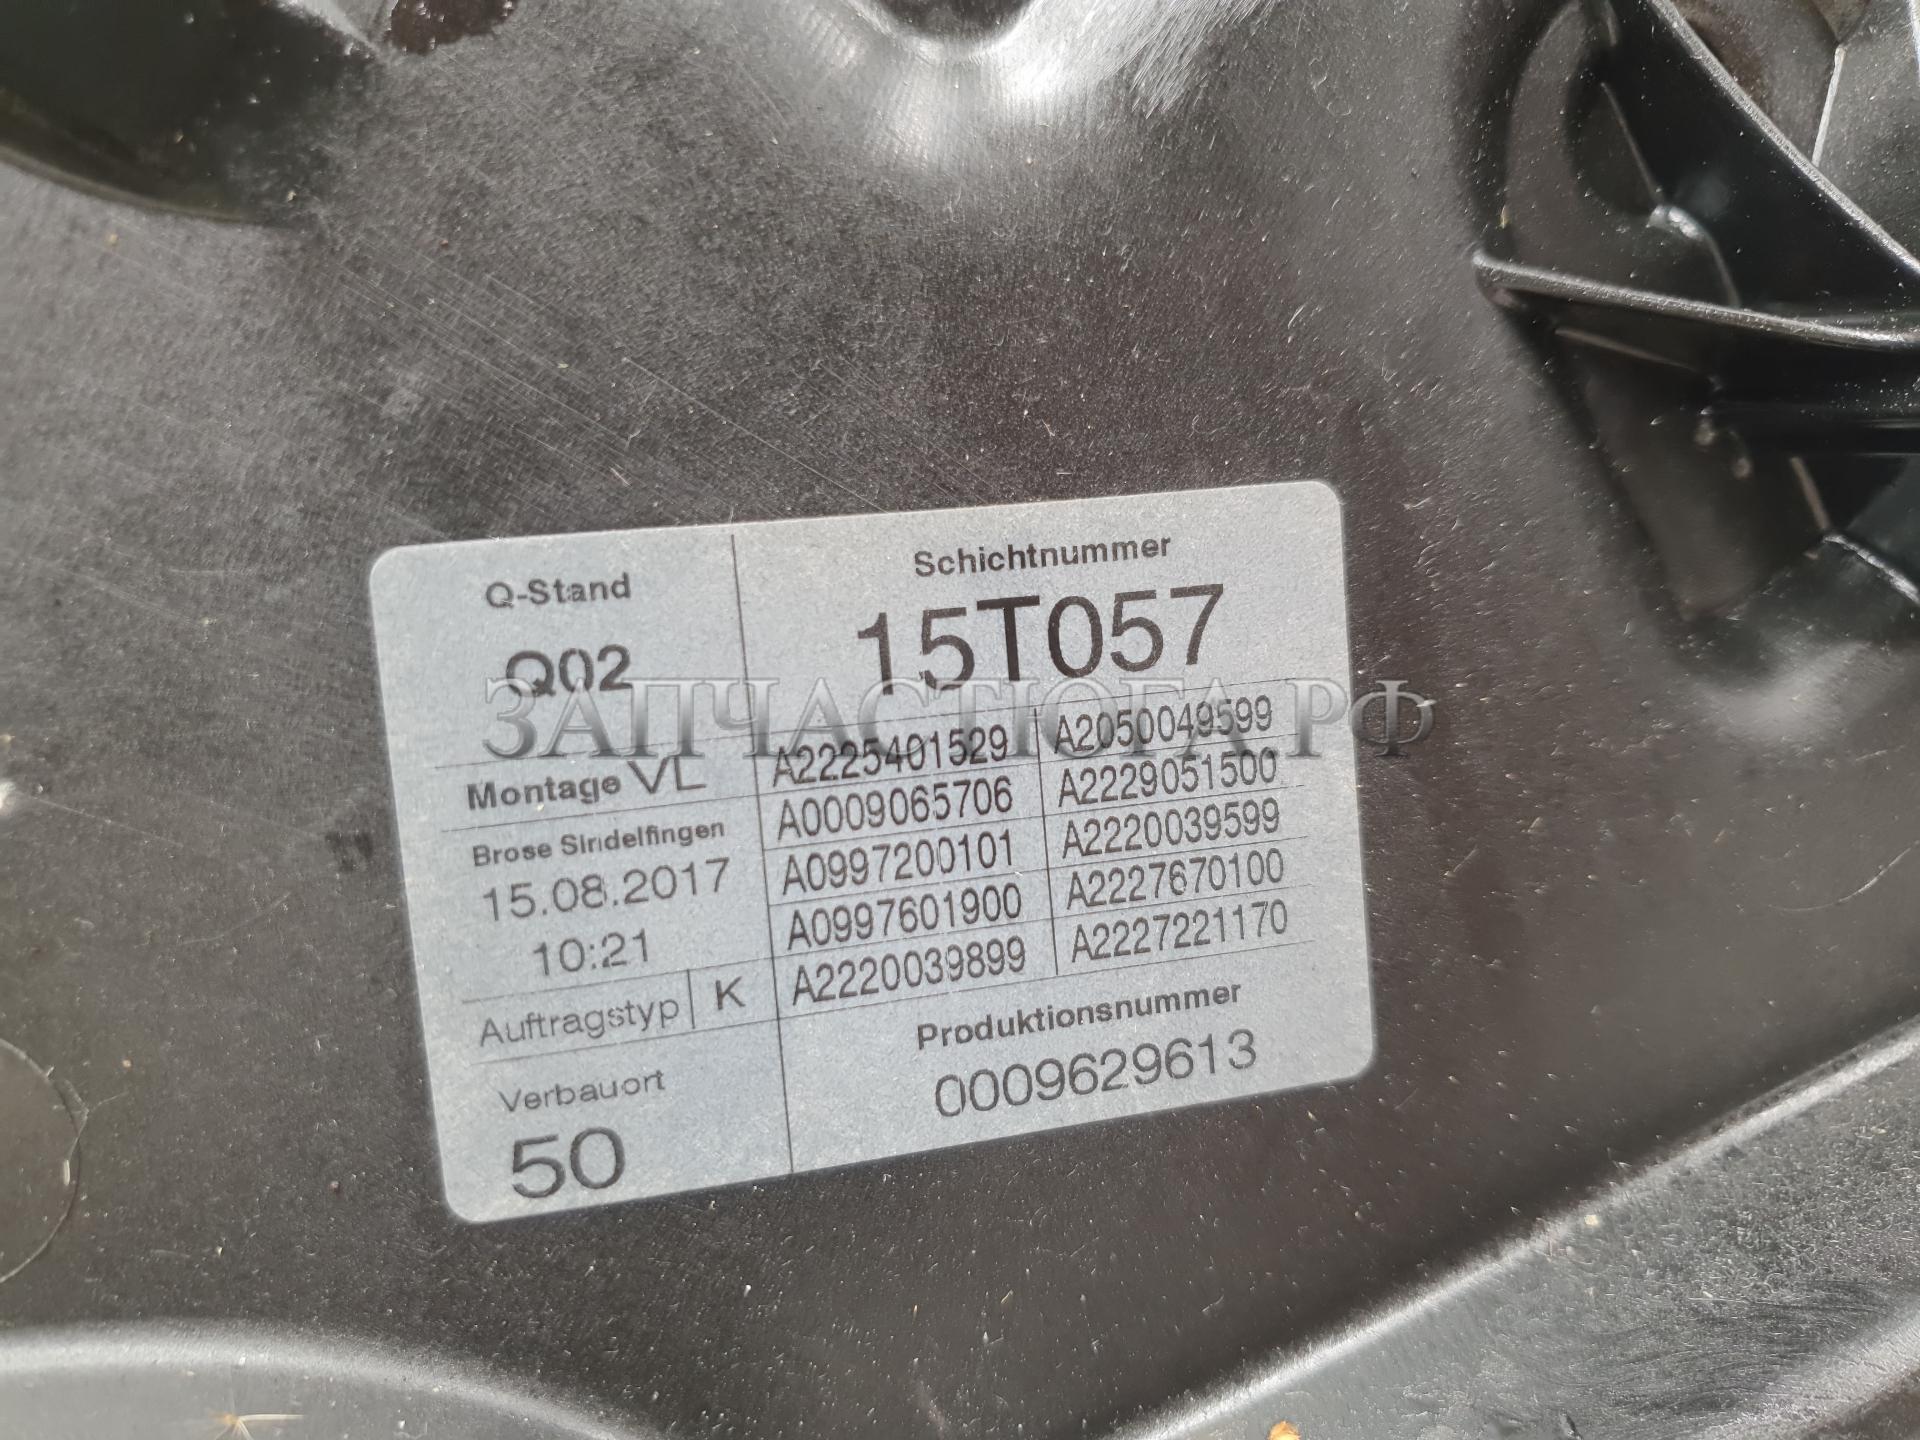 Q-Stand
Q02
Schichtnummer
15T057
ЗАПЧАСТЮГА.РФ
Montage VL
Brose Sindelfingen
15.08.2017
10:21
Auftragstyp K
Verbauort
50
A2225401529 A2050049599
A0009065706 A2229051500
A0997200101 A2220039599
A0997601900 A2227670100
A2220039899 A2227221170
Produktionsnummer
0009629613